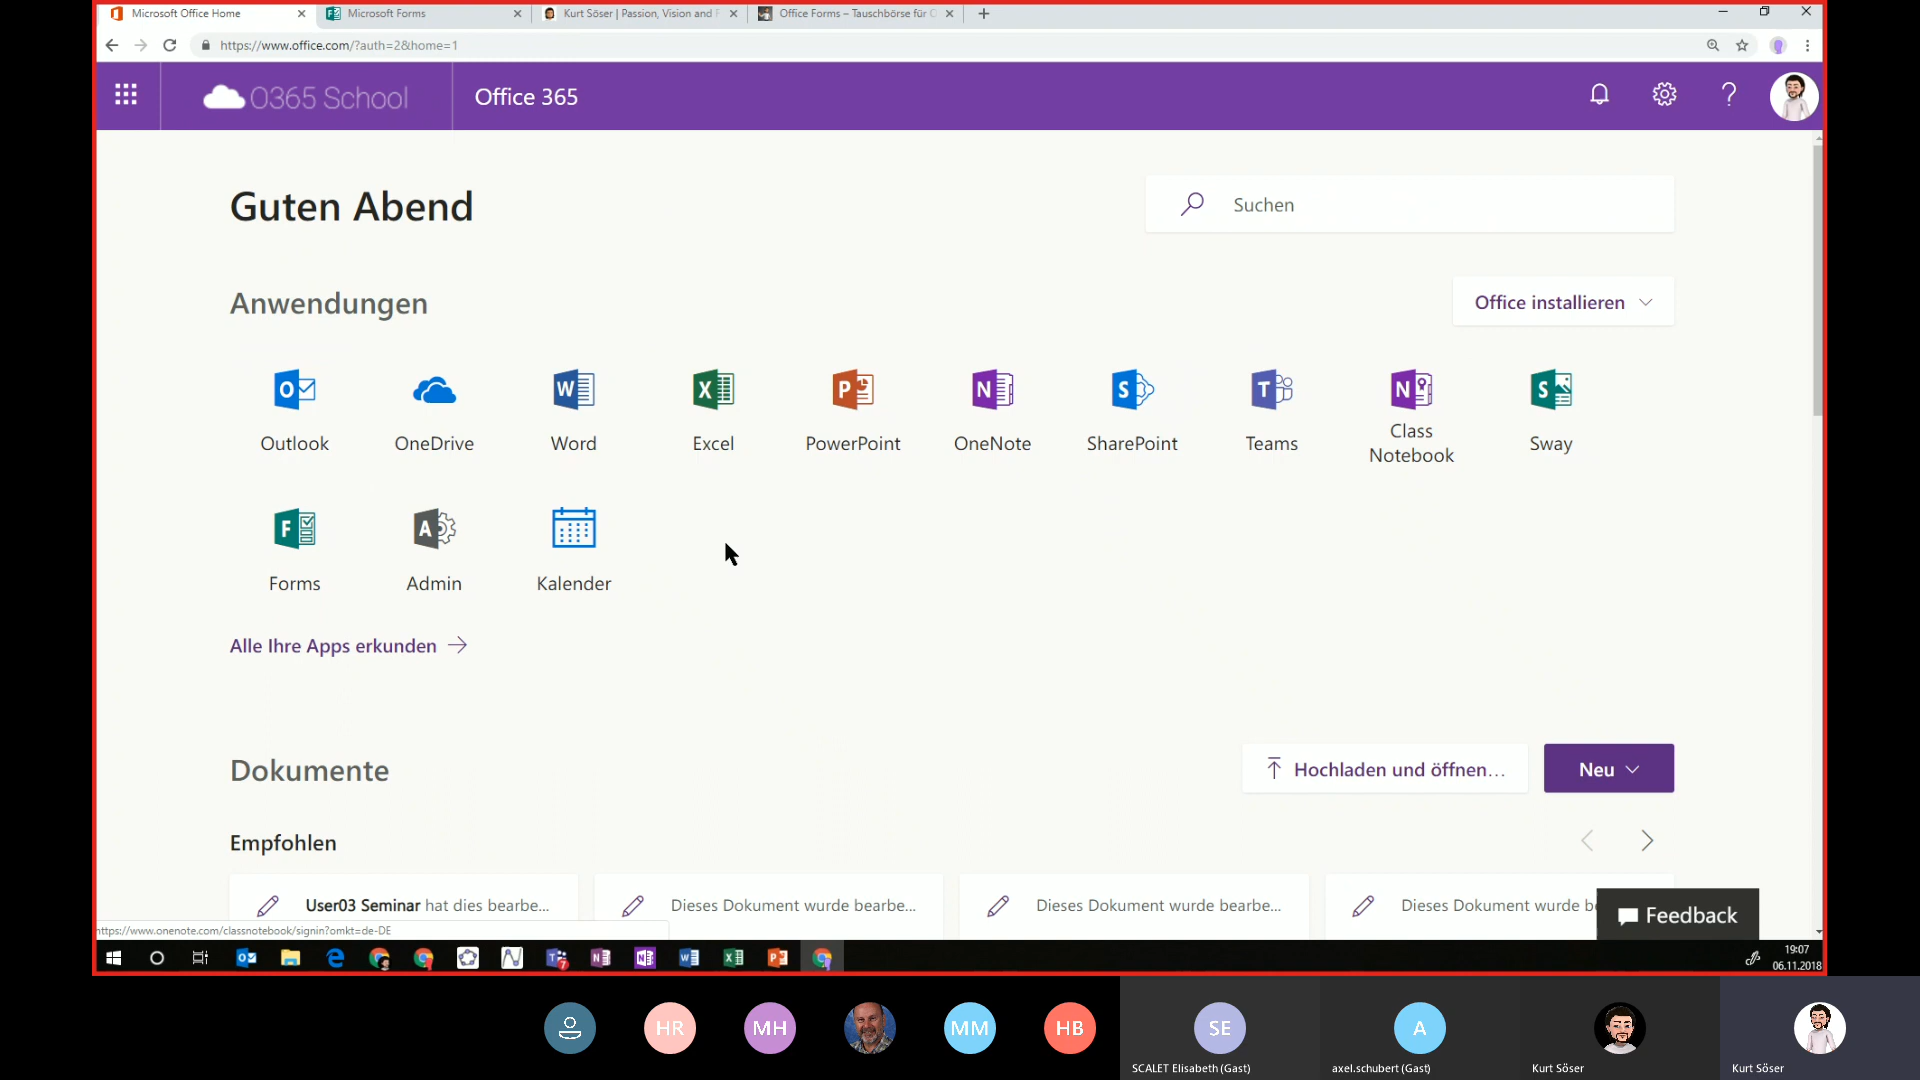 Microsoft Office Home
Microsoft Forms
Kurt Söser | Passion, Vision and F
Office Forms – Tauschbörse für O
https://www.office.com/?auth=2&home=1
O365 School
Office 365
Guten Abend
Suchen
Anwendungen
Office installieren
Outlook
OneDrive
Word
Excel
PowerPoint
OneNote
SharePoint
Teams
Class
Notebook
Sway
Forms
Admin
Kalender
Alle Ihre Apps erkunden
Dokumente
Hochladen und öffnen…
Neu
Empfohlen
User03 Seminar hat dies bearbe...
Dieses Dokument wurde bearbe...
Dieses Dokument wurde bearbe...
Dieses Dokument wurde b
Feedback
https://www.onenote.com/classnotebook/signin?omkt=de-DE
19:07
06.11.2018
HR
MH
MM
HB
SE
A
SCALET Elisabeth (Gast)
axel.schubert (Gast)
Kurt Söser
Kurt Söser